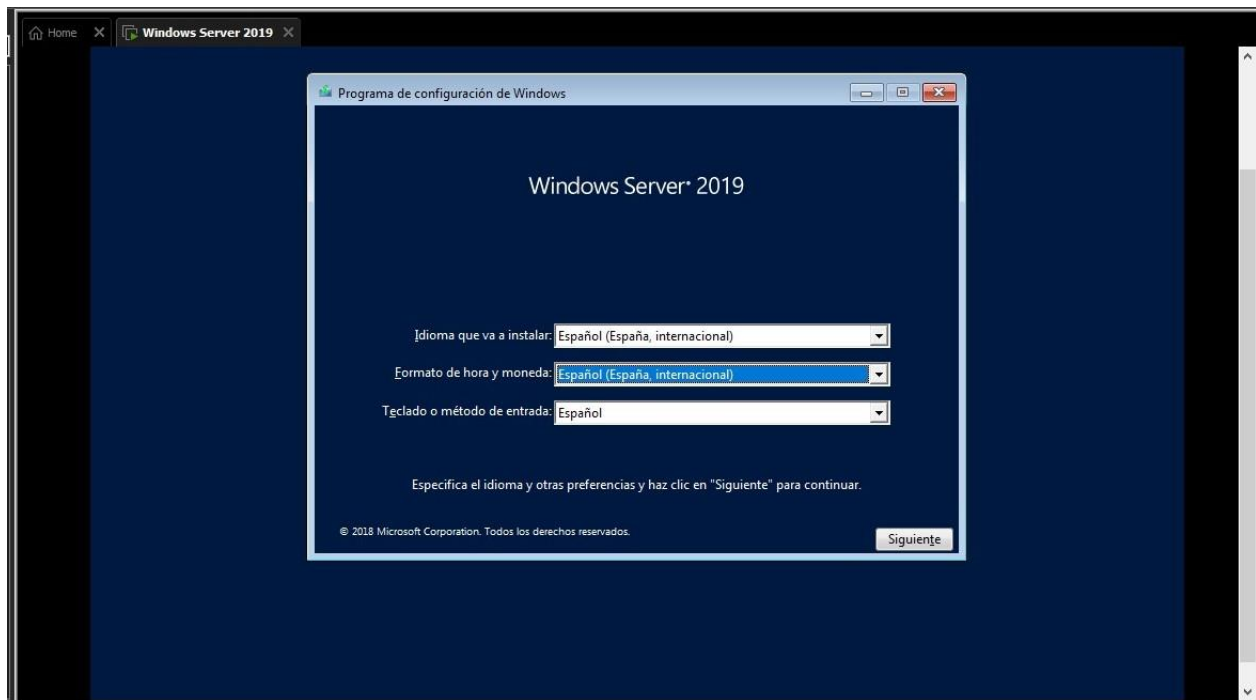 Home
Windows Server 2019
Programa de configuración de Windows
Windows Server® 2019
Idioma que va a instalar: Español (España, internacional)
Formato de hora y moneda: Español (España, internacional)
Teclado o método de entrada: Español
Especifica el idioma y otras preferencias y haz clic en "Siguiente" para continuar.
© 2018 Microsoft Corporation. Todos los derechos reservados.
Siguiente